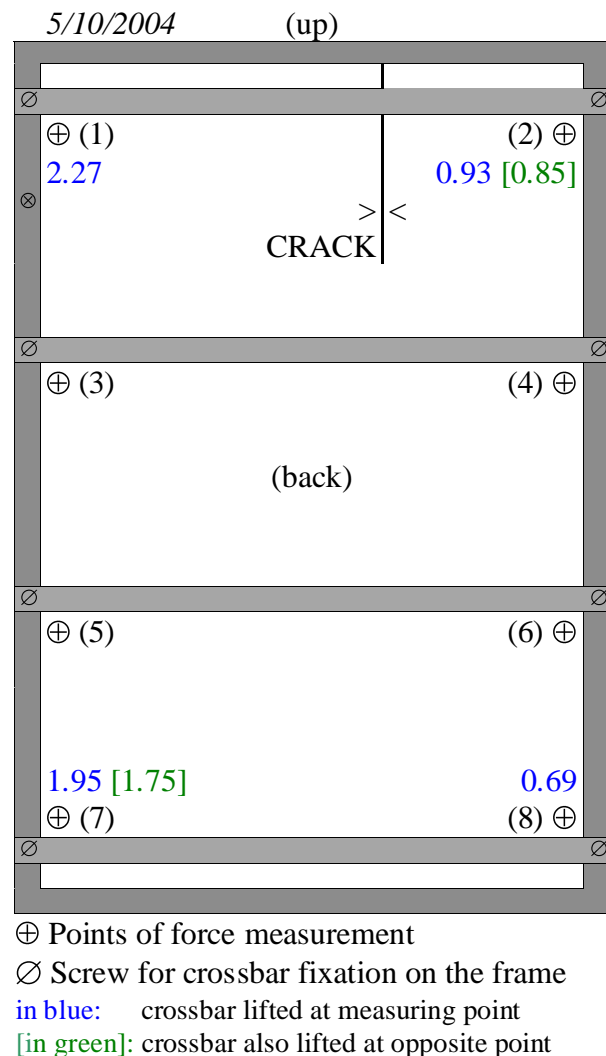 5/10/2004 (up)
⊕ (1) (2) ⊕
2.27 0.93 [0.85]
> <
CRACK
⊕ (3) (4) ⊕
(back)
⊕ (5) (6) ⊕
1.95 [1.75] 0.69
⊕ (7) (8) ⊕
⊕ Points of force measurement
∅ Screw for crossbar fixation on the frame
in blue: crossbar lifted at measuring point
[in green]: crossbar also lifted at opposite point